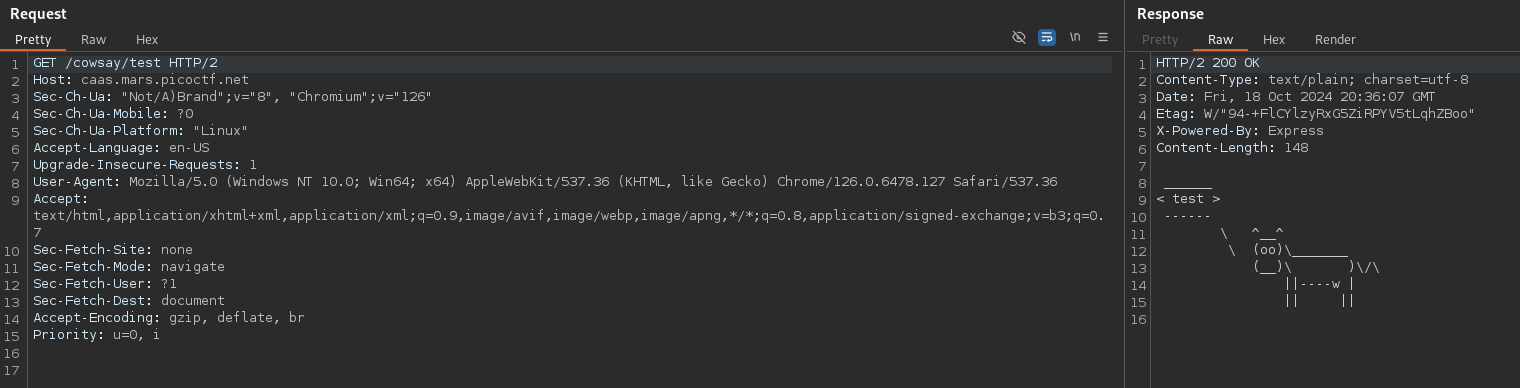 Request
Pretty Raw Hex \n
1 GET /cowsay/test HTTP/2
2 Host: caas.mars.picoctf.net
3 Sec-Ch-Ua: "Not/A)Brand";v="8", "Chromium";v="126"
4 Sec-Ch-Ua-Mobile: ?0
5 Sec-Ch-Ua-Platform: "Linux"
6 Accept-Language: en-US
7 Upgrade-Insecure-Requests: 1
8 User-Agent: Mozilla/5.0 (Windows NT 10.0; Win64; x64) AppleWebKit/537.36 (KHTML, like Gecko) Chrome/126.0.6478.127 Safari/537.36
9 Accept:
text/html,application/xhtml+xml,application/xml;q=0.9,image/avif,image/webp,image/apng,*/*;q=0.8,application/signed-exchange;v=b3;q=0.
7
10 Sec-Fetch-Site: none
11 Sec-Fetch-Mode: navigate
12 Sec-Fetch-User: ?1
13 Sec-Fetch-Dest: document
14 Accept-Encoding: gzip, deflate, br
15 Priority: u=0, i
16
17
Response
Pretty Raw Hex Render
1 HTTP/2 200 OK
2 Content-Type: text/plain; charset=utf-8
3 Date: Fri, 18 Oct 2024 20:36:07 GMT
4 Etag: W/"94-+FlCYlzyRxG5ZiRPYV5tLqhZBoo"
5 X-Powered-By: Express
6 Content-Length: 148
7
8  ______
9 < test >
10  ------
11         \   ^__^
12          \  (oo)\_______
13             (__)\       )\/\
14                 ||----w |
15                 ||     ||
16